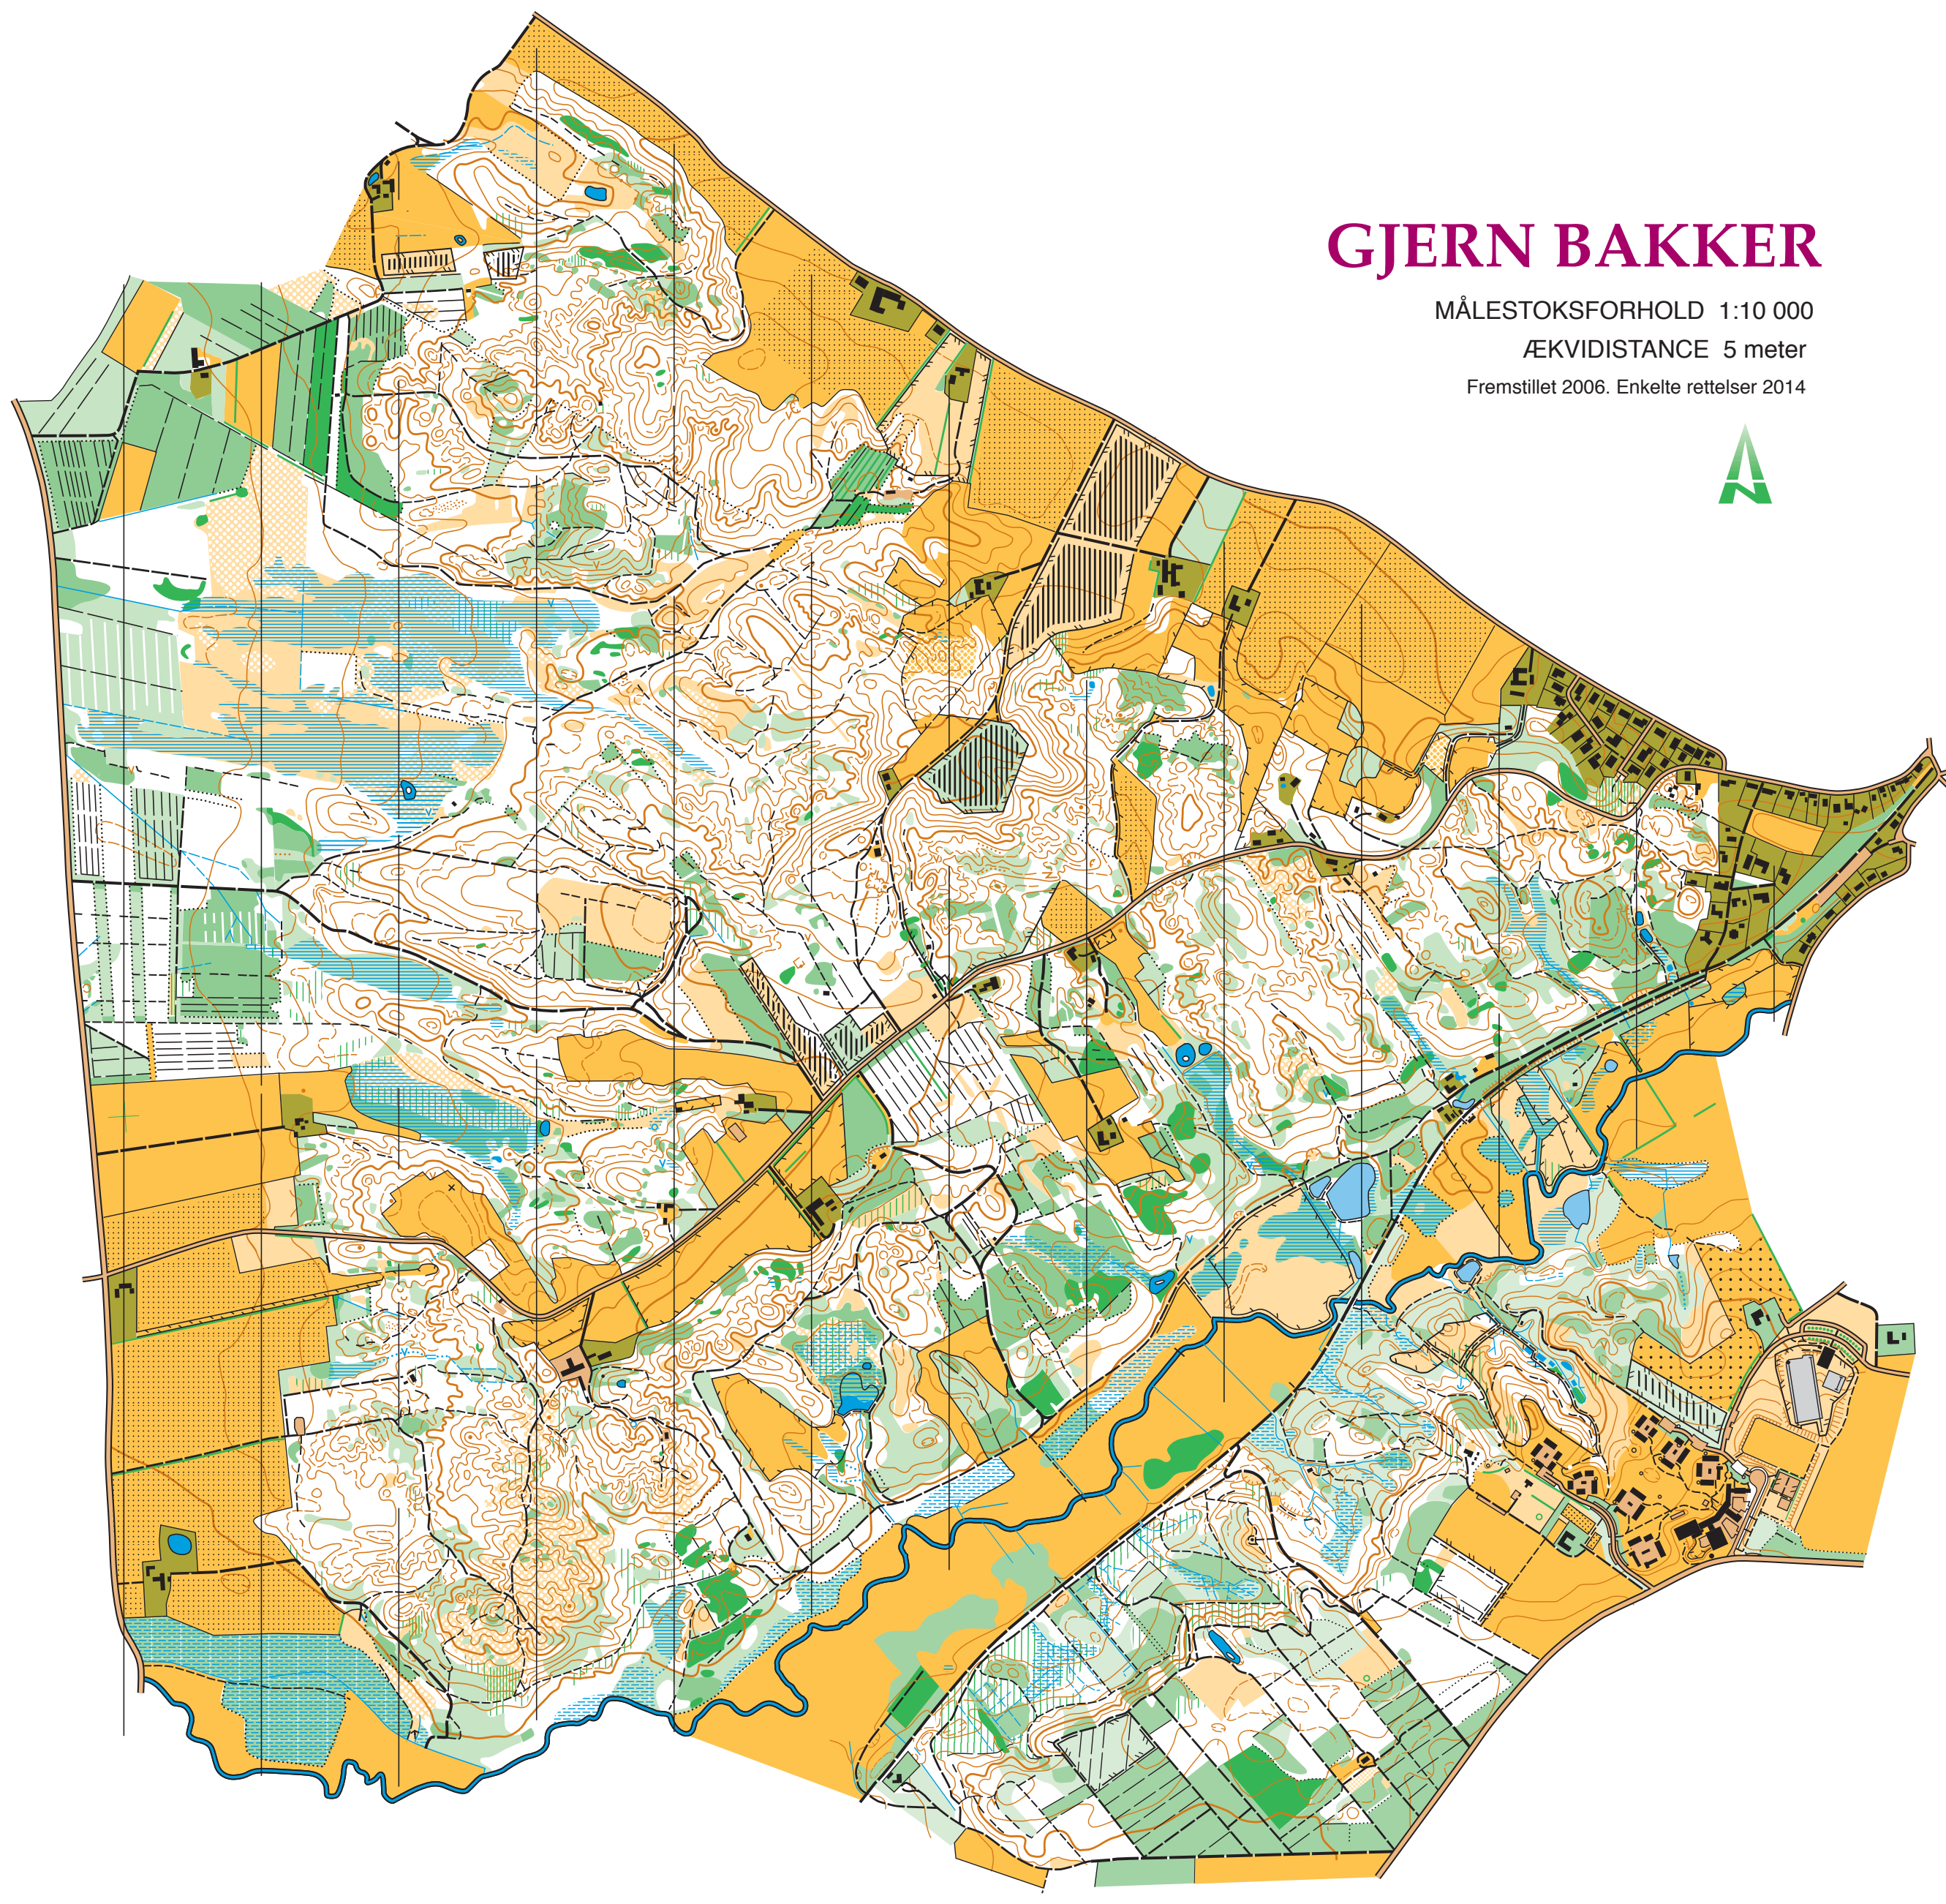 GJERN BAKKER
MÅLESTOKSFORHOLD 1:10 000
ÆKVIDISTANCE 5 meter
Fremstillet 2006. Enkelte rettelser 2014